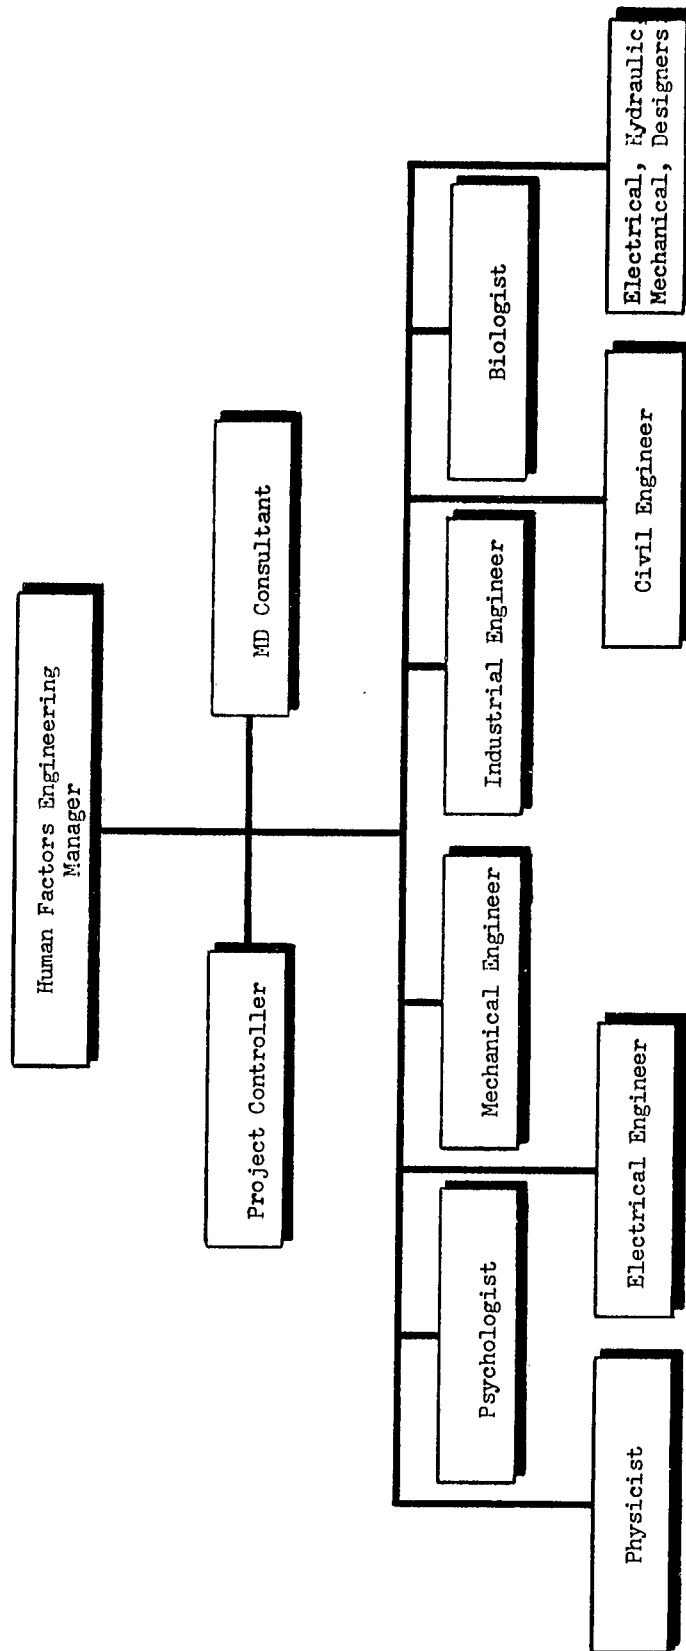 Human Factors Engineering
Manager
Project Controller
MD Consultant
Psychologist
Mechanical Engineer
Industrial Engineer
Biologist
Physicist
Electrical Engineer
Civil Engineer
Electrical, Hydraulic,
Mechanical, Designers